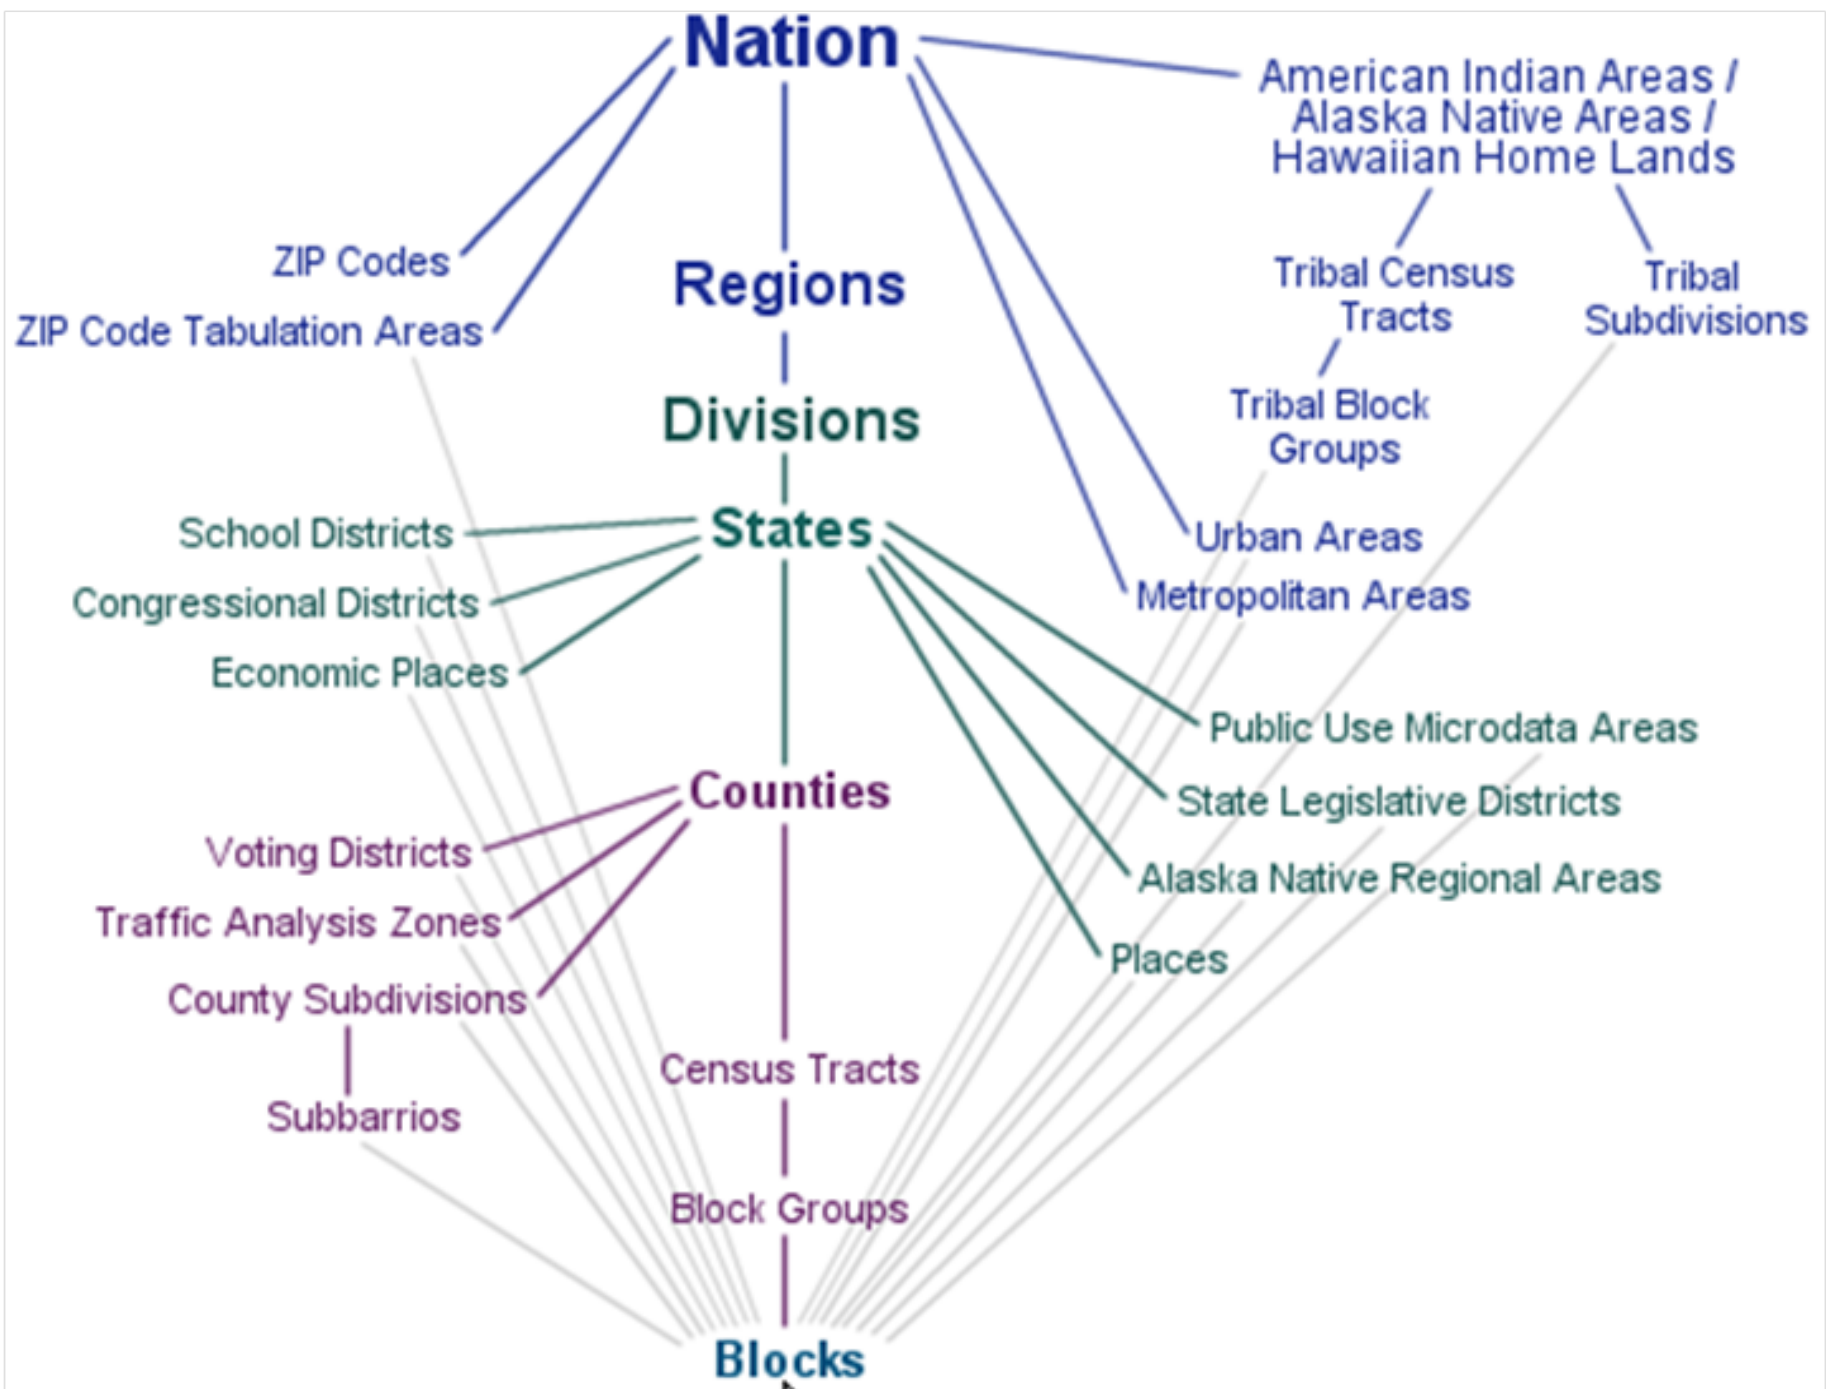 Nation
American Indian Areas /
Alaska Native Areas /
Hawaiian Home Lands
ZIP Codes
Regions
Tribal Census
Tracts
Tribal
Subdivisions
ZIP Code Tabulation Areas
Divisions
Tribal Block
Groups
School Districts
States
Urban Areas
Congressional Districts
Metropolitan Areas
Economic Places
Public Use Microdata Areas
Counties
State Legislative Districts
Voting Districts
Alaska Native Regional Areas
Traffic Analysis Zones
Places
County Subdivisions
Census Tracts
Subbarrios
Block Groups
Blocks